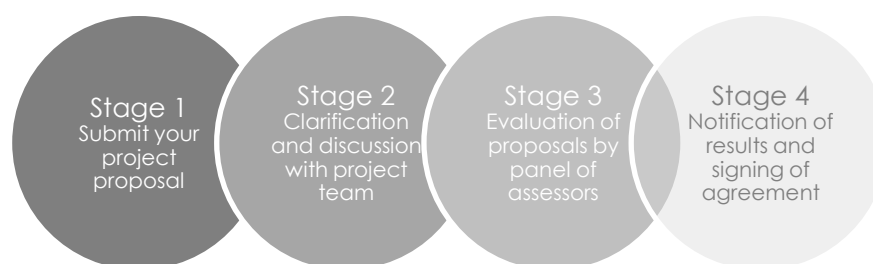 Stage 1
Submit your
project
proposal
Stage 2
Clarification
and discussion
with project
team
Stage 3
Evaluation of
proposals by
panel of
assessors
Stage 4
Notification of
results and
signing of
agreement